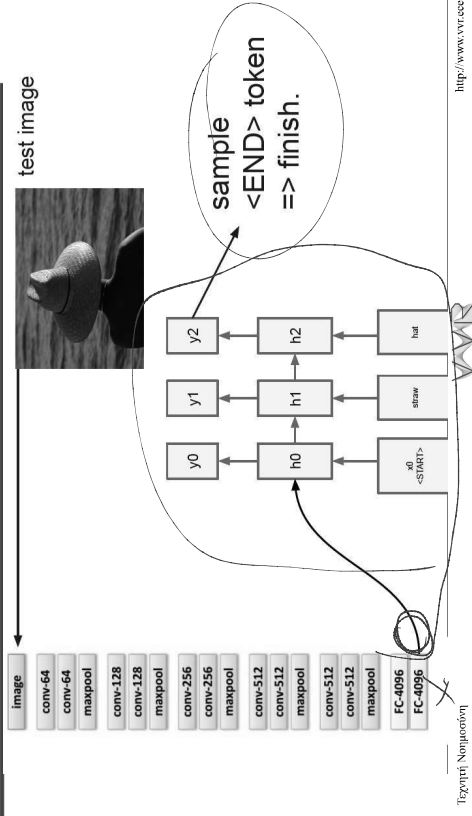 test image
image
conv-64
conv-64
maxpool
conv-128
conv-128
maxpool
conv-256
conv-256
maxpool
conv-512
conv-512
maxpool
conv-512
conv-512
maxpool
FC-4096
FC-4096
y0
y1
y2
sample
<END> token
=> finish.
h0
h1
h2
x0
<START>
straw
hat
Τεχνητή Νοημοσύνη
http://www.vvr.ece